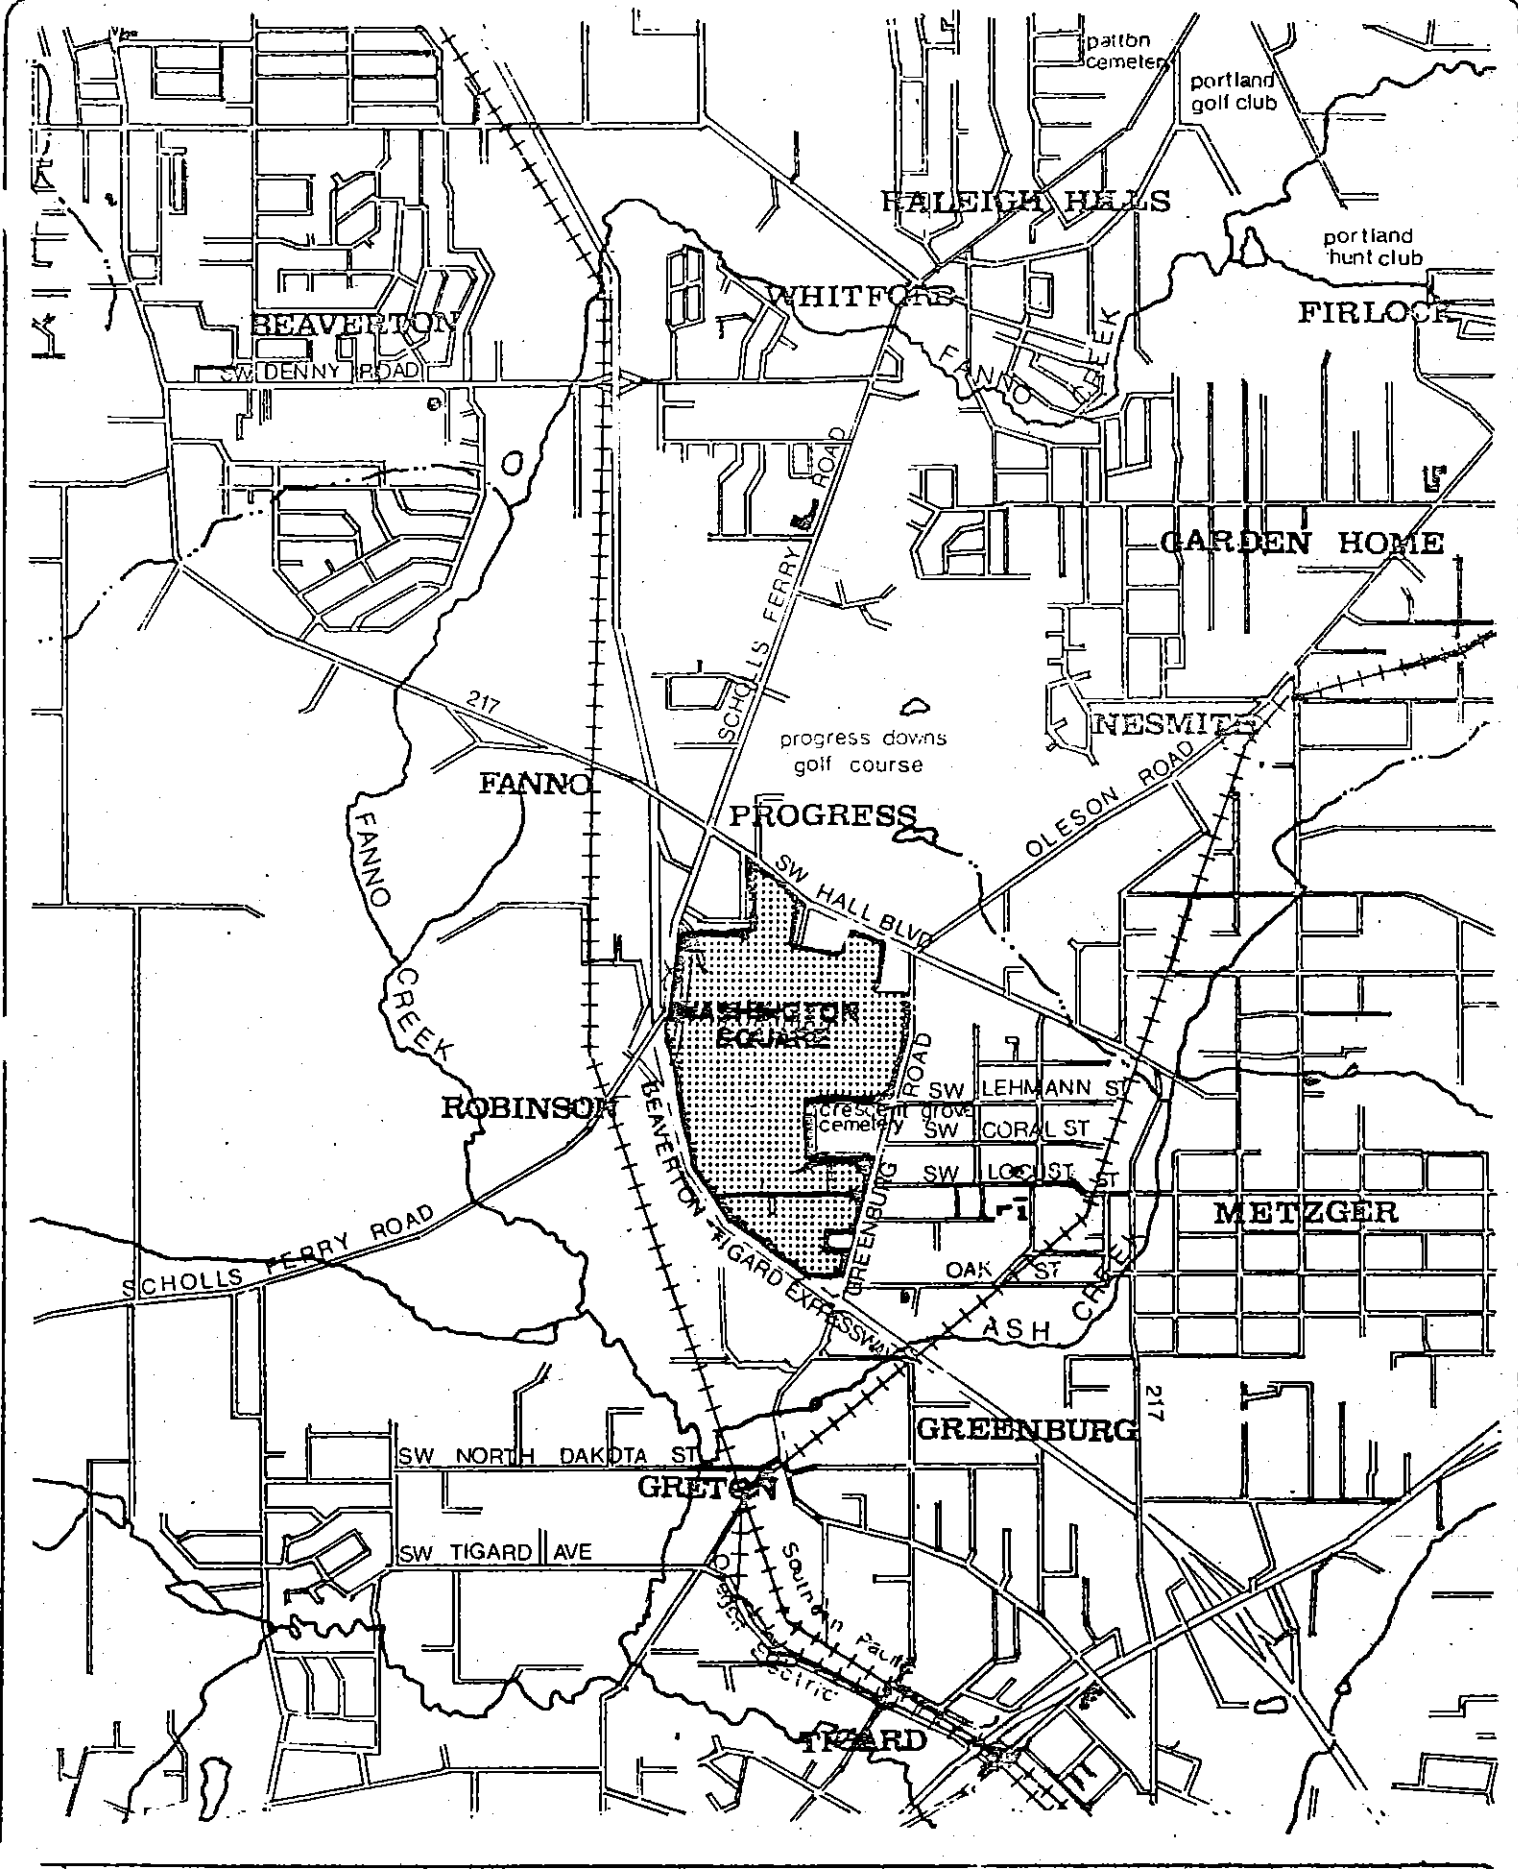 patton
cemetery
portland
golf club
RALEIGH HILLS
portland
hunt club
WHITFORD
FIRLOCK
BEAVERTON
SW DENNY ROAD
FANNO CREEK
SCHOLLS FERRY ROAD
GARDEN HOME
217
NESMITH
progress downs
golf course
FANNO
PROGRESS
OLESON ROAD
FANNO CREEK
SW HALL BLVD
WASHINGTON
SQUARE
ROBINSON
GREENBURG ROAD
SW LEHMANN ST
crescent grove
cemetery
SW CORAL ST
SW LOCUST ST
BEAVERTON - TIGARD EXPRESSWAY
METZGER
SCHOLLS FERRY ROAD
OAK ST
ASH CREEK
217
GREENBURG
SW NORTH DAKOTA ST
GRETON
SW TIGARD AVE
Southern Pacific
Oregon Electric
TIGARD